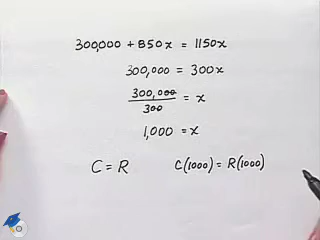 300,000 + 850x = 1150x
300,000 = 300x
300,000/300 = x
1,000 = x
C = R C(1000) = R(1000)